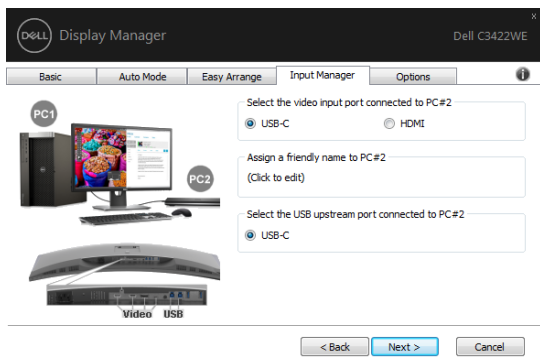 x
DELL Display Manager Dell C3422WE
Basic Auto Mode Easy Arrange Input Manager Options i
Select the video input port connected to PC#2
USB-C HDMI
Assign a friendly name to PC#2
(Click to edit)
Select the USB upstream port connected to PC#2
USB-C
PC1
PC2
Video USB
< Back Next > Cancel